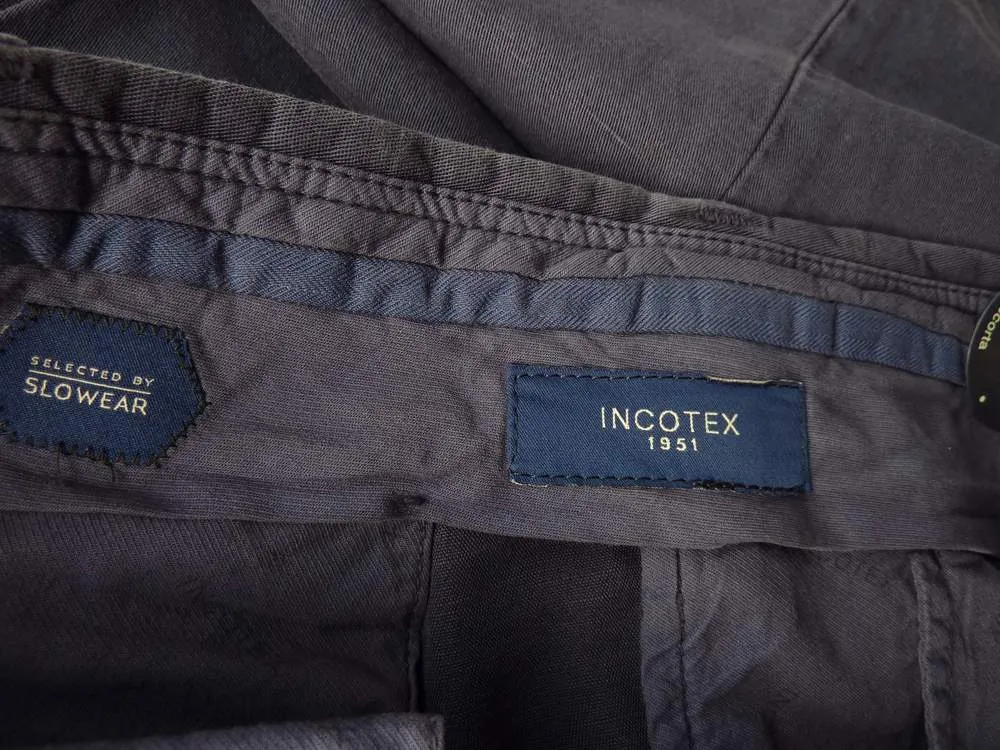 SELECTED BY
SLOWEAR
INCOTEX
1951